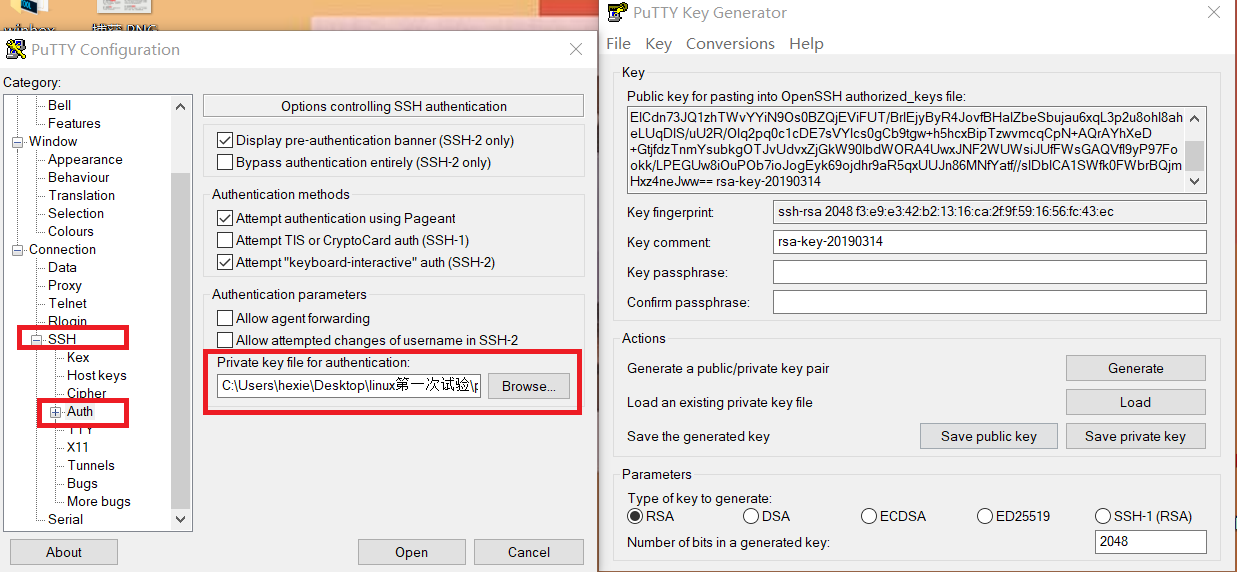 PuTTY Configuration
Category:
Bell
Features
Window
Appearance
Behaviour
Translation
Selection
Colours
Connection
Data
Proxy
Telnet
Rlogin
SSH
Kex
Host keys
Cipher
Auth
TTY
X11
Tunnels
Bugs
More bugs
Serial
Options controlling SSH authentication
Display pre-authentication banner (SSH-2 only)
Bypass authentication entirely (SSH-2 only)
Authentication methods
Attempt authentication using Pageant
Attempt TIS or CryptoCard auth (SSH-1)
Attempt "keyboard-interactive" auth (SSH-2)
Authentication parameters
Allow agent forwarding
Allow attempted changes of username in SSH-2
Private key file for authentication:
C:\Users\hexie\Desktop\linux第一次试验\p
Browse...
About
Open
Cancel
PuTTY Key Generator
File Key Conversions Help
Key
Public key for pasting into OpenSSH authorized_keys file:
EICdn73JQ1zhTWvYYiN9Os0BZQjEViFUT/BrIEjyByR4JovfBHalZbeSbujau6xqL3p2u8ohl8ah
eLUqDIS/uU2R/Olq2pq0c1cDE7sVYlcs0gCb9tgw+h5hcxBipTzwvmcqCpN+AQrAYhXeD
+GtjfdzTnmYsubkgOTJvUdvxZjGkW90lbdWORA4UwxJNF2WUWsiJUfFWsGAQVfl9yP97Fo
okk/LPEGUw8iOuPOb7ioJogEyk69ojdhr9aR5qxUUJn86MNfYatf//slDblCA1SWfk0FWbrBQjm
Hxz4neJww== rsa-key-20190314
Key fingerprint:
ssh-rsa 2048 f3:e9:e3:42:b2:13:16:ca:2f:9f:59:16:56:fc:43:ec
Key comment:
rsa-key-20190314
Key passphrase:
Confirm passphrase:
Actions
Generate a public/private key pair
Generate
Load an existing private key file
Load
Save the generated key
Save public key
Save private key
Parameters
Type of key to generate:
RSA
DSA
ECDSA
ED25519
SSH-1 (RSA)
Number of bits in a generated key:
2048